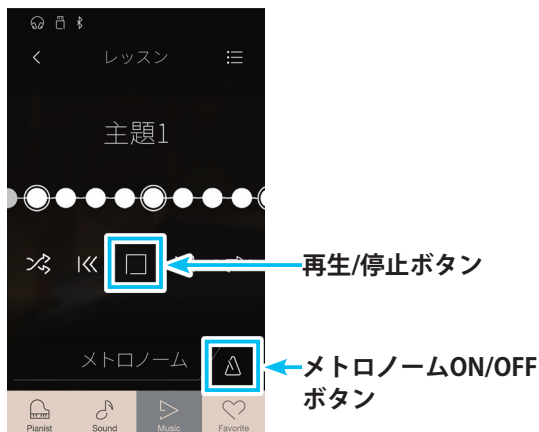 レッスン
主題1
再生/停止ボタン
メトロノーム
メトロノームON/OFF
ボタン
Pianist Sound Music Favorite